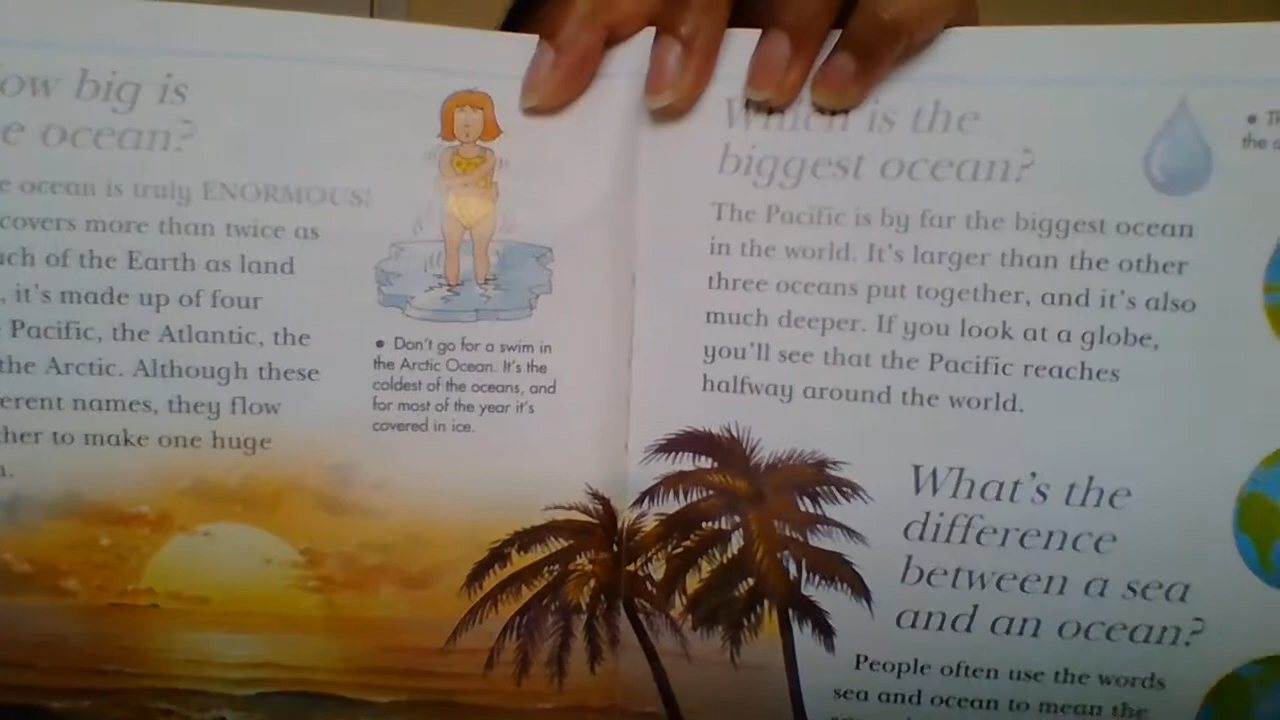 ow big is
e ocean?
e ocean is truly ENORMOUS!
covers more than twice as
ch of the Earth as land
, it's made up of four
Pacific, the Atlantic, the
the Arctic. Although these
erent names, they flow
her to make one huge
• Don't go for a swim in
the Arctic Ocean. It's the
coldest of the oceans, and
for most of the year it's
covered in ice.
Which is the
biggest ocean?
The Pacific is by far the biggest ocean
in the world. It's larger than the other
three oceans put together, and it's also
much deeper. If you look at a globe,
you'll see that the Pacific reaches
halfway around the world.
What's the
difference
between a sea
and an ocean?
People often use the words
sea and ocean to mean the
• T
the